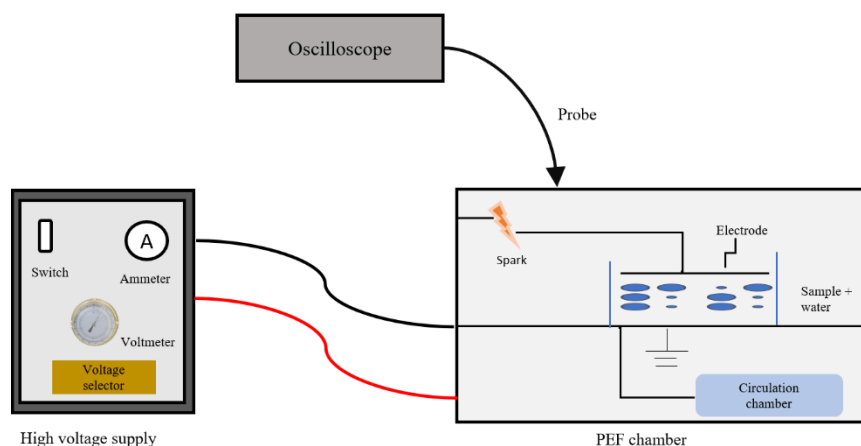 Oscilloscope
Probe
A
Switch
Ammeter
Voltmeter
Voltage
selector
High voltage supply
Spark
Electrode
Sample +
water
Circulation
chamber
PEF chamber